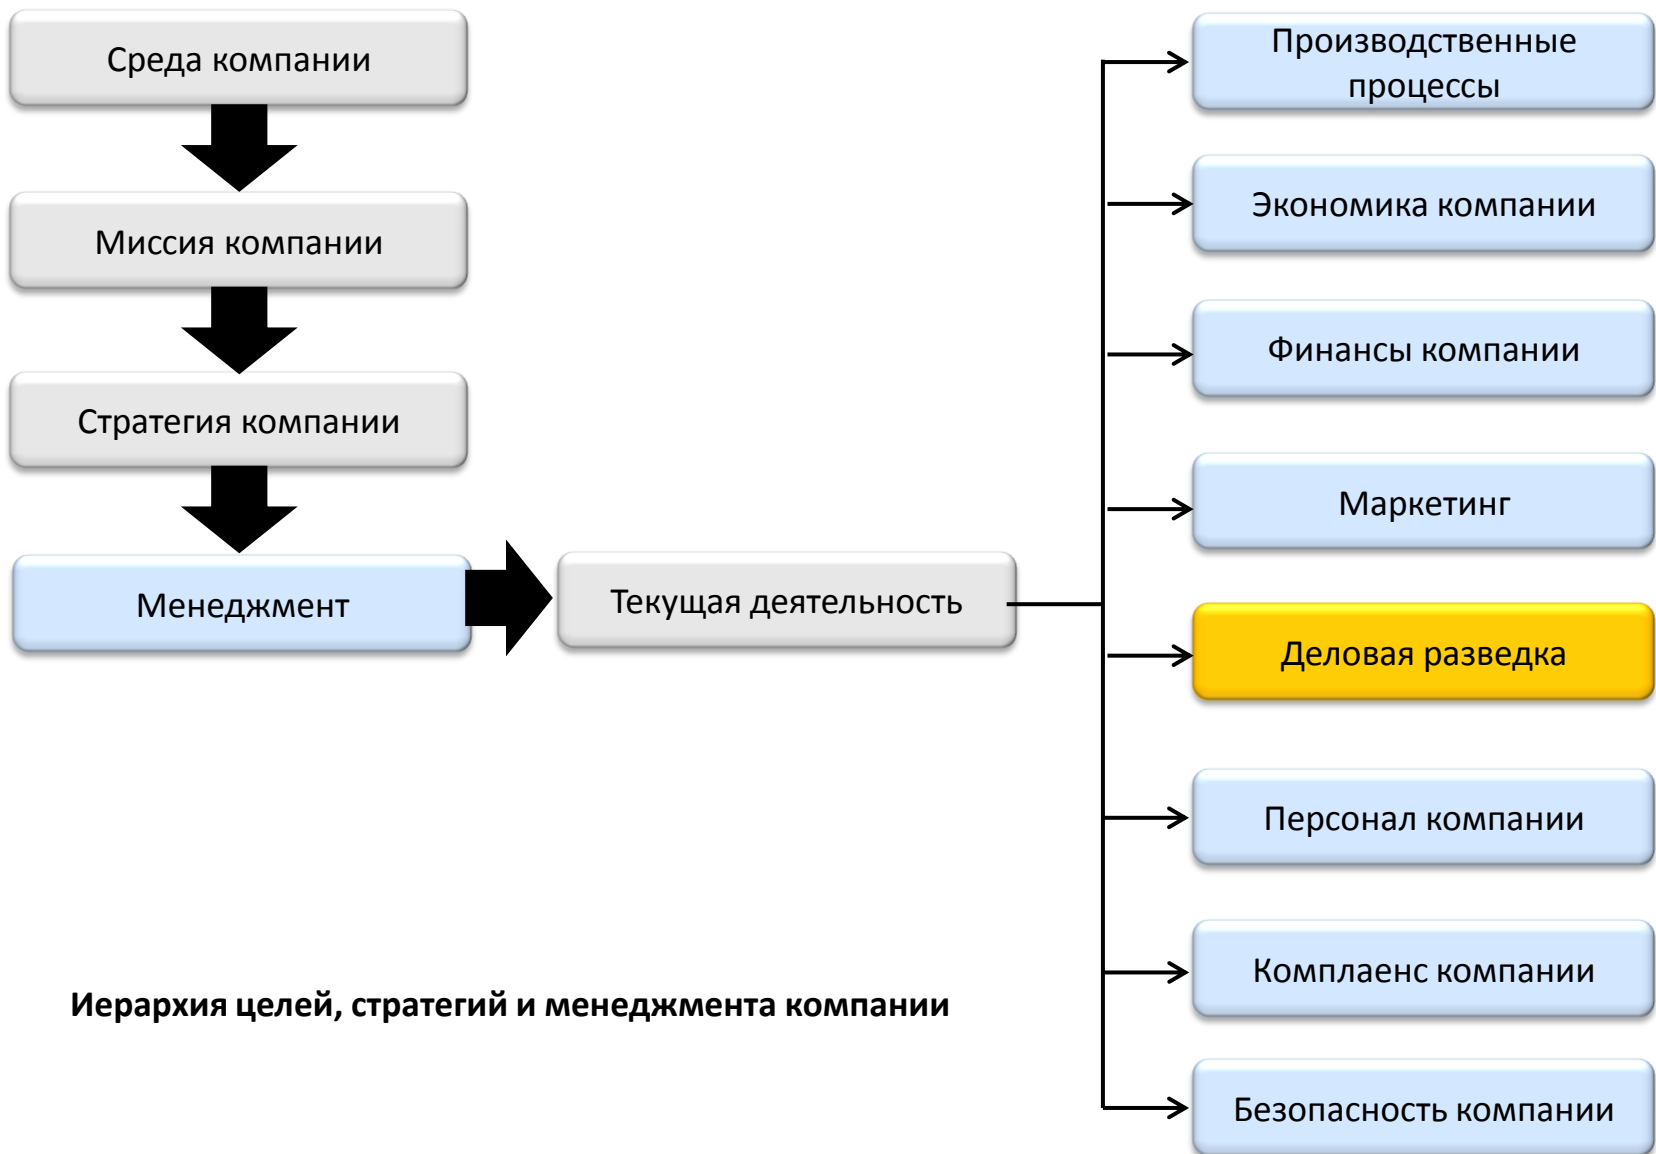 Среда компании
Миссия компании
Стратегия компании
Менеджмент
Текущая деятельность
Производственные
процессы
Экономика компании
Финансы компании
Маркетинг
Деловая разведка
Персонал компании
Комплаенс компании
Безопасность компании
Иерархия целей, стратегий и менеджмента компании